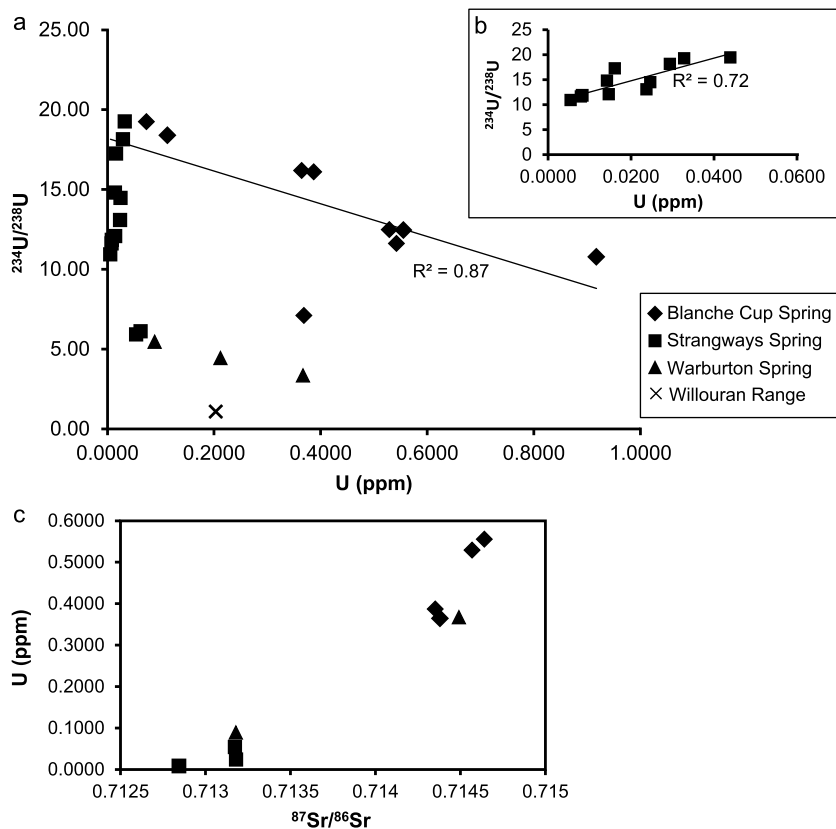 a
25.00
20.00
15.00
10.00
5.00
0.00
²³⁴U/²³⁸U
0.0000 0.2000 0.4000 0.6000 0.8000 1.0000
U (ppm)
R² = 0.87
b
25
20
15
10
5
0
²³⁴U/²³⁸U
R² = 0.72
0.0000 0.0200 0.0400 0.0600
U (ppm)
Blanche Cup Spring
Strangways Spring
Warburton Spring
Willouran Range
c
0.6000
0.5000
0.4000
0.3000
0.2000
0.1000
0.0000
U (ppm)
0.7125 0.713 0.7135 0.714 0.7145 0.715
⁸⁷Sr/⁸⁶Sr